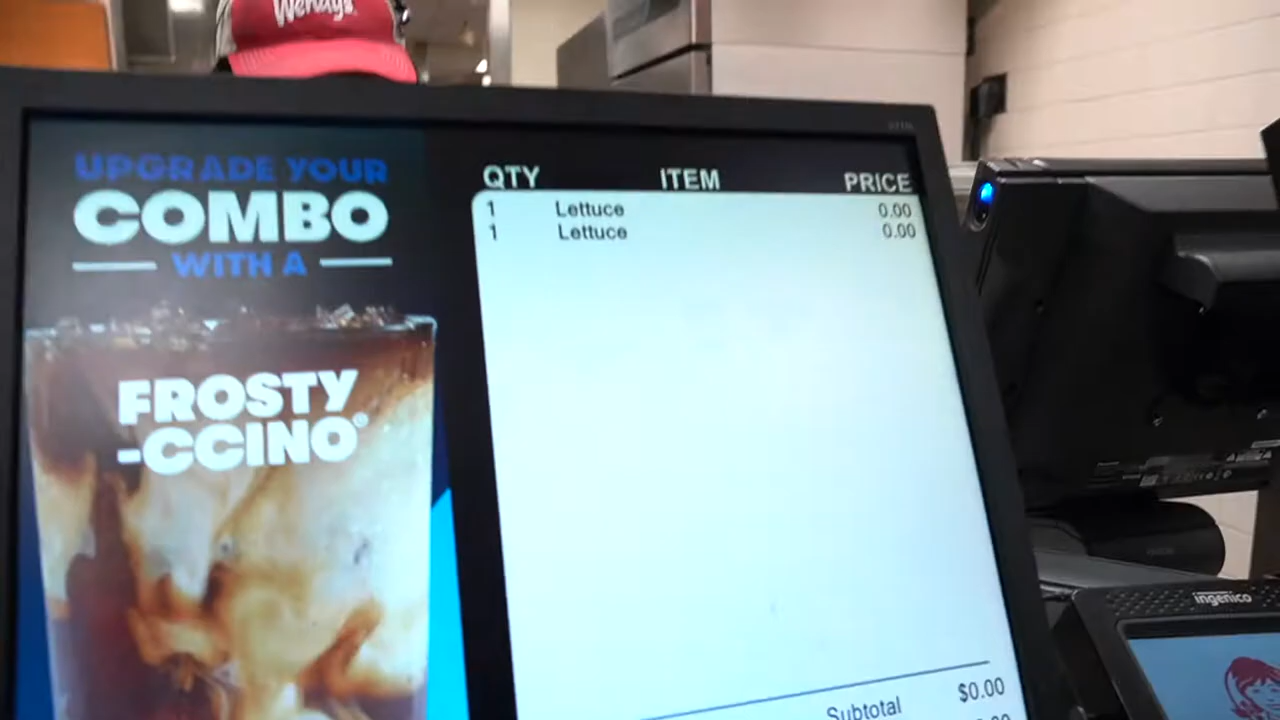 Wendy's
UPGRADE YOUR
COMBO
WITH A
FROSTY
-CCINO®
QTY ITEM PRICE
1 Lettuce 0.00
1 Lettuce 0.00
Subtotal $0.00
ingenico